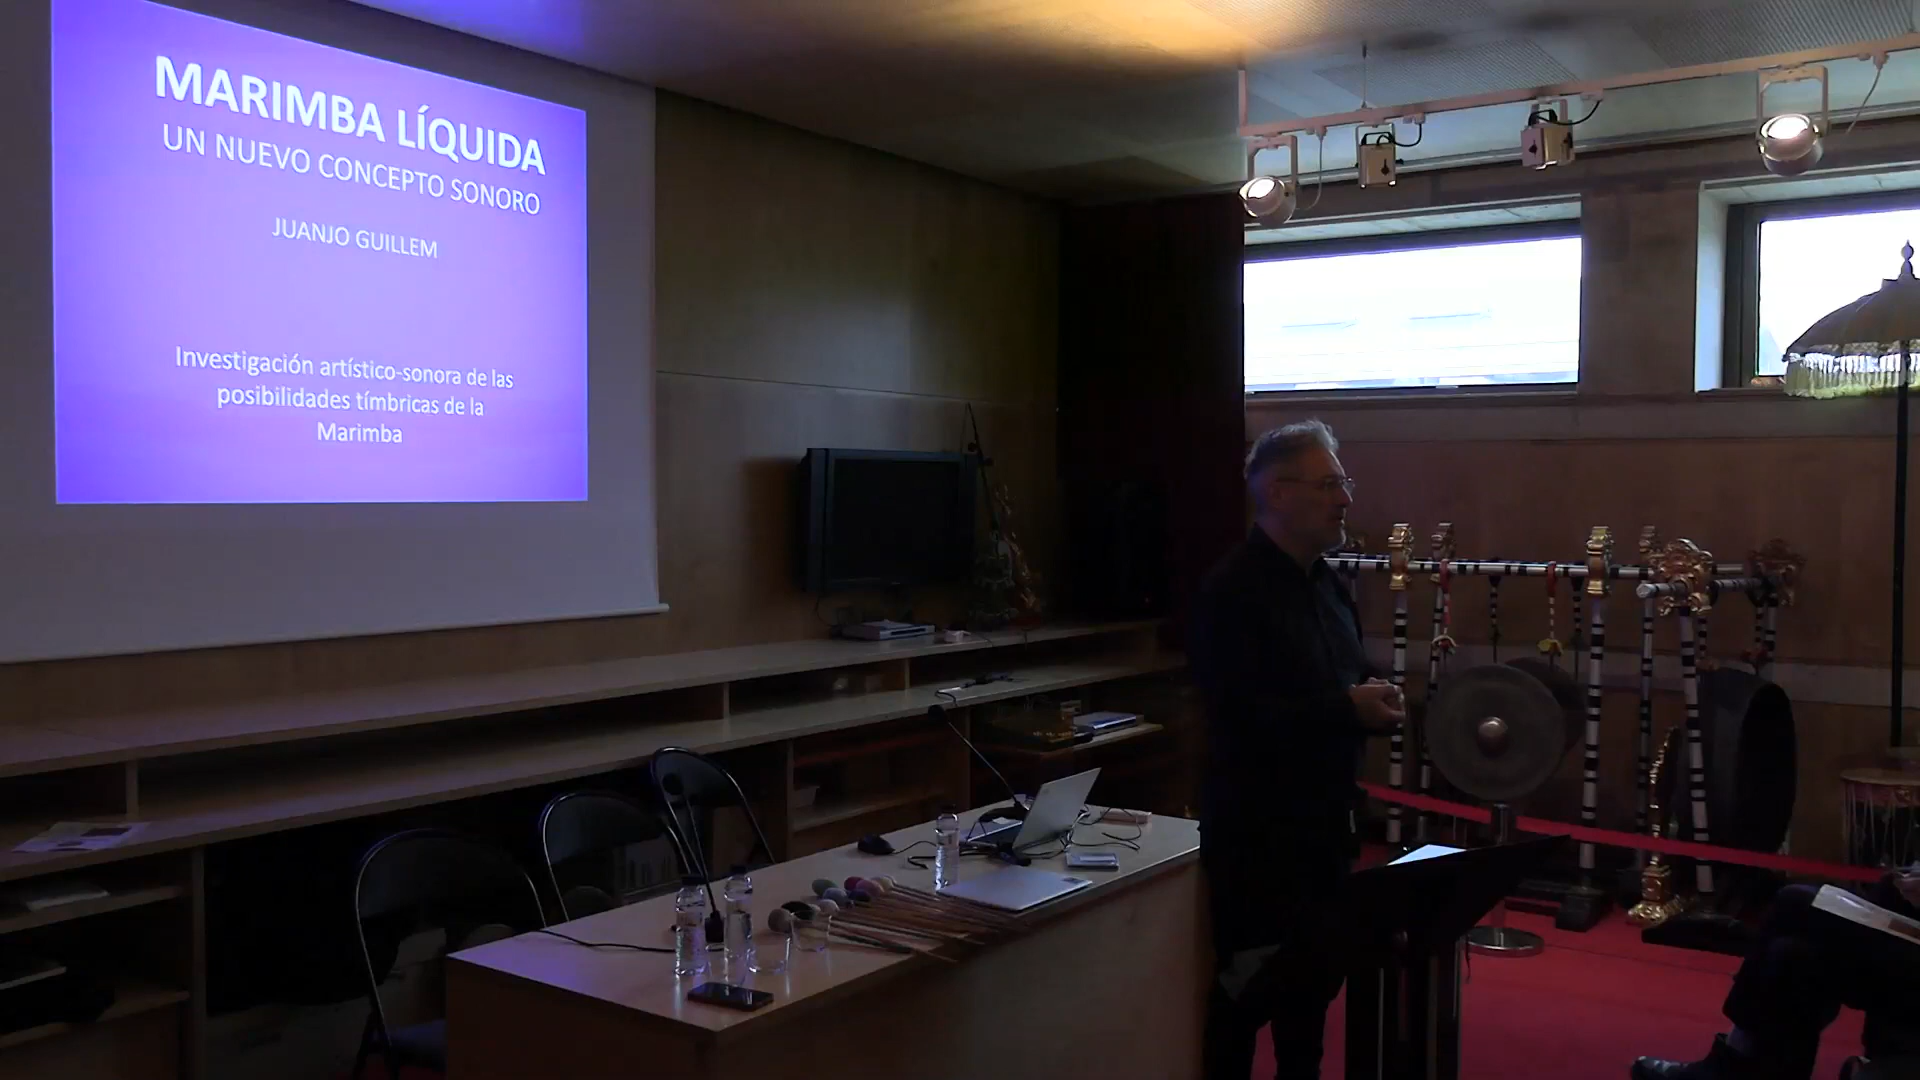 MARIMBA LÍQUIDA
UN NUEVO CONCEPTO SONORO
JUANJO GUILLEM
Investigación artístico-sonora de las
posibilidades tímbricas de la
Marimba